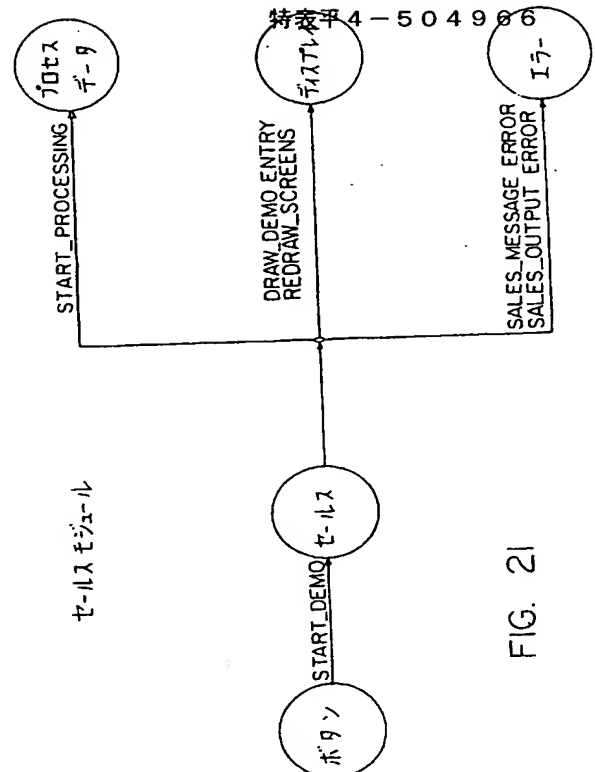 特表平4-504966
セールスモジュール
ボタン
START_DEMO
セールス
START_PROCESSING
プロセス
データ
DRAW_DEMO ENTRY
REDRAW_SCREENS
ディスプレイ
SALES_MESSAGE ERROR
SALES_OUTPUT ERROR
エラー
FIG. 21